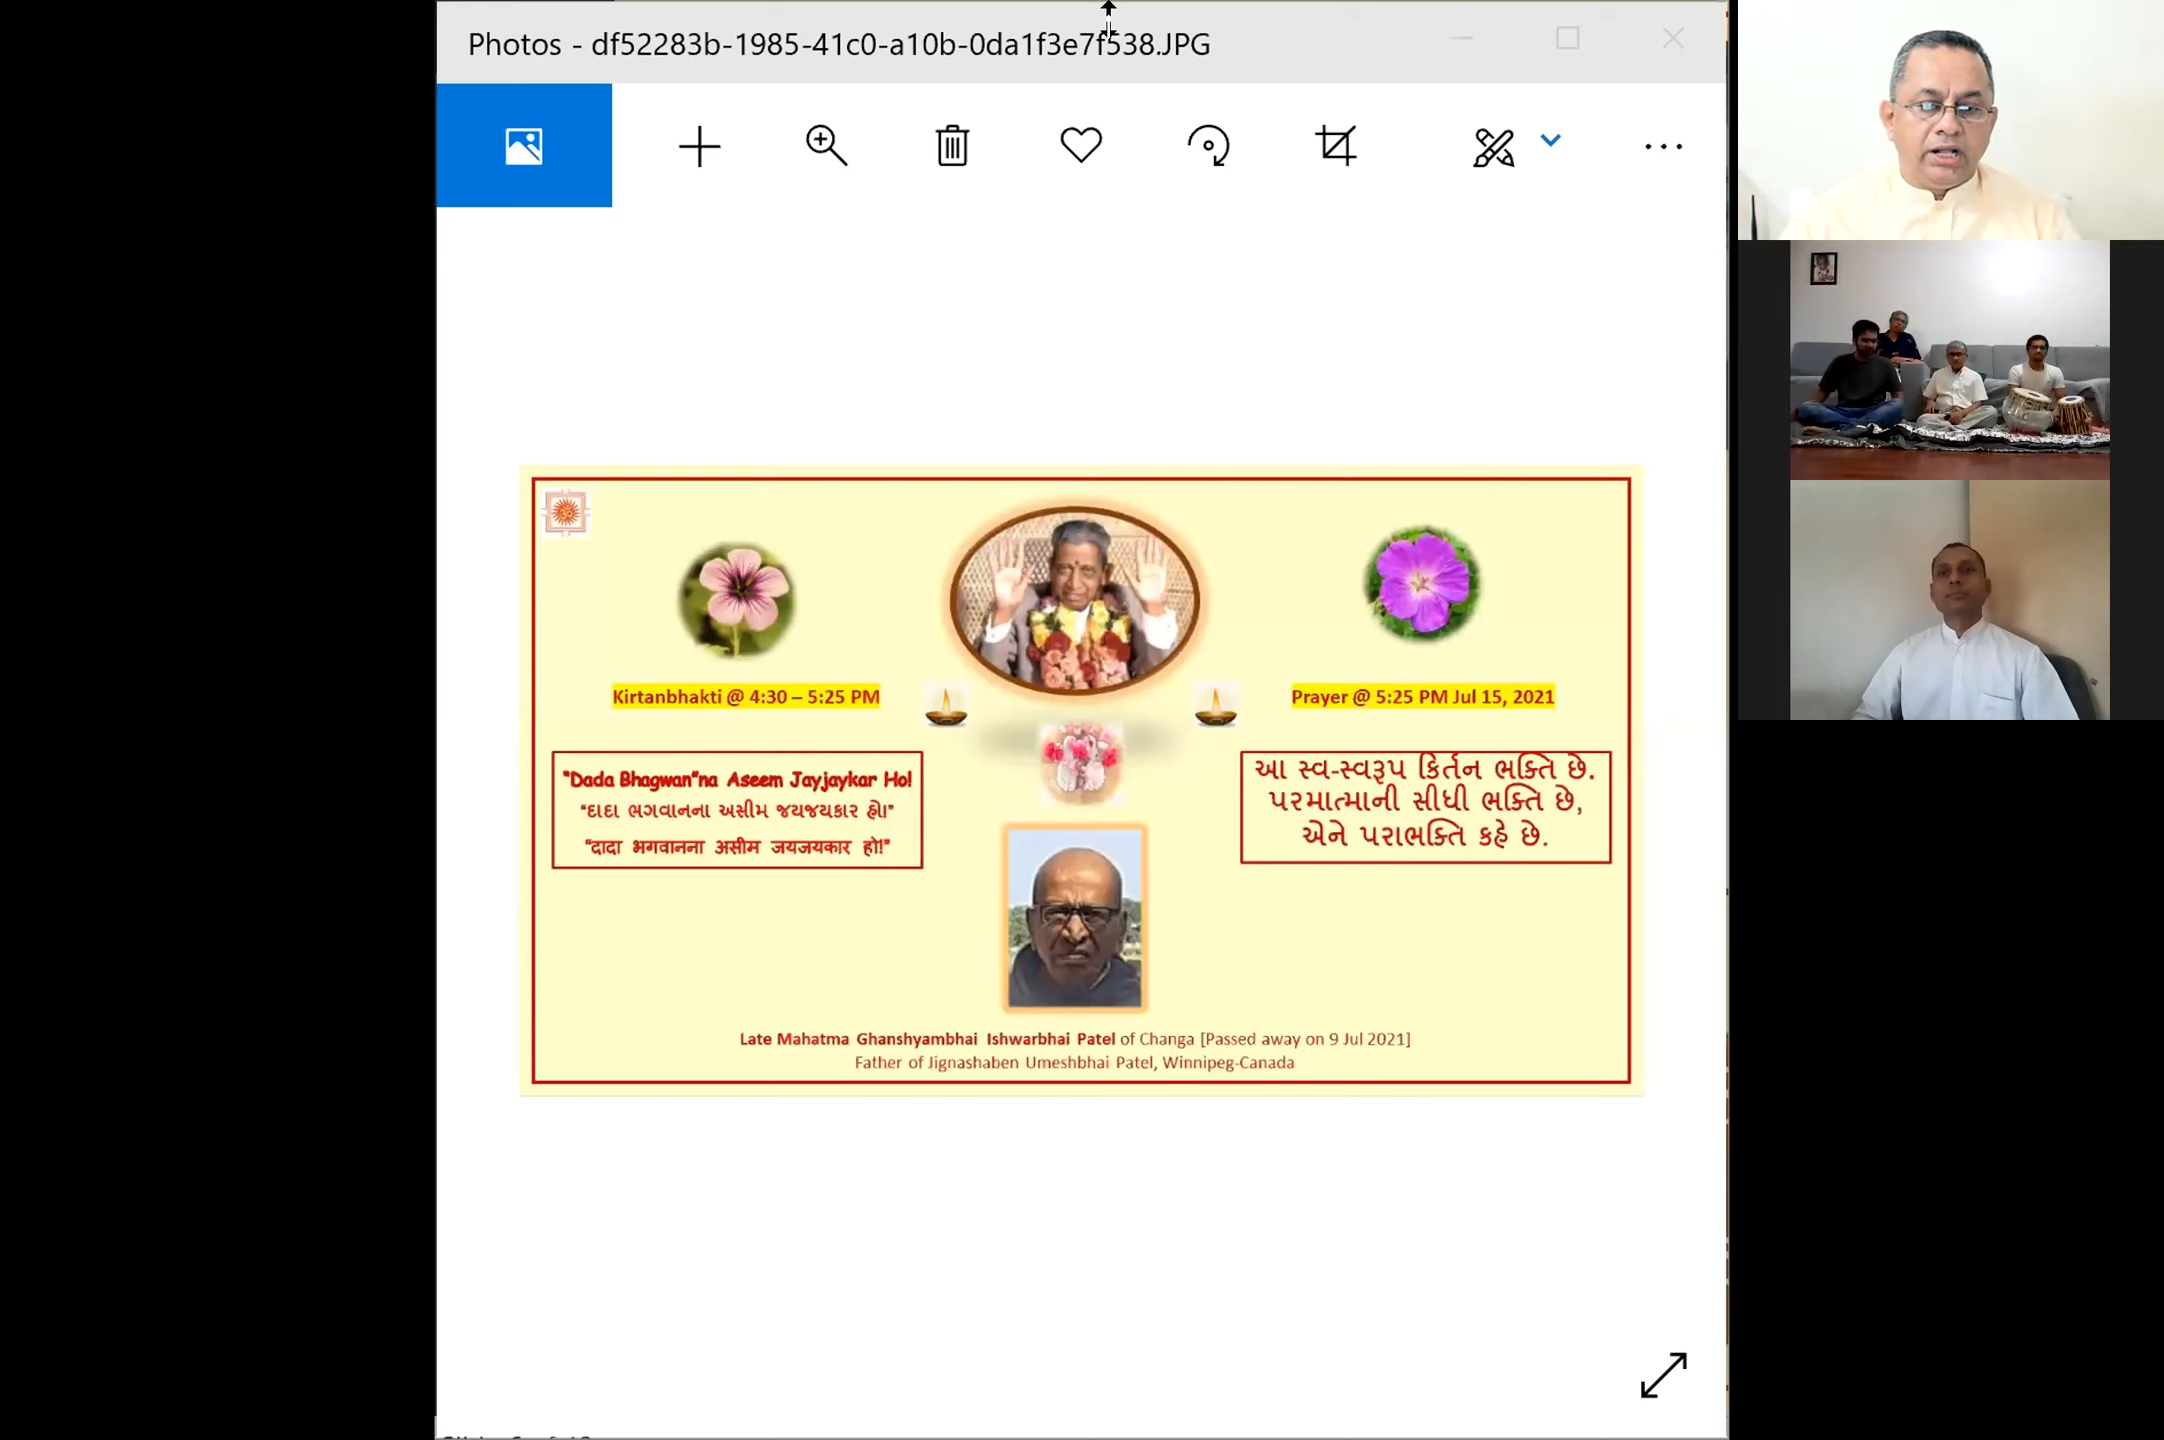 Photos - df52283b-1985-41c0-a10b-0da1f3e7f538.JPG
Kirtanbhakti @ 4:30 – 5:25 PM
Prayer @ 5:25 PM Jul 15, 2021
"Dada Bhagwan"na Aseem Jayjaykar Ho!
"દાદા ભગવાનના અસીમ જયજયકાર હો!"
"दादा भगवानना असीम जयजयकार हो!"
આ સ્વ-સ્વરૂપ કિર્તન ભક્તિ છે.
પરમાત્માની સીધી ભક્તિ છે,
એને પરાભક્તિ કહે છે.
Late Mahatma Ghanshyambhai Ishwarbhai Patel of Changa [Passed away on 9 Jul 2021]
Father of Jignashaben Umeshbhai Patel, Winnipeg-Canada